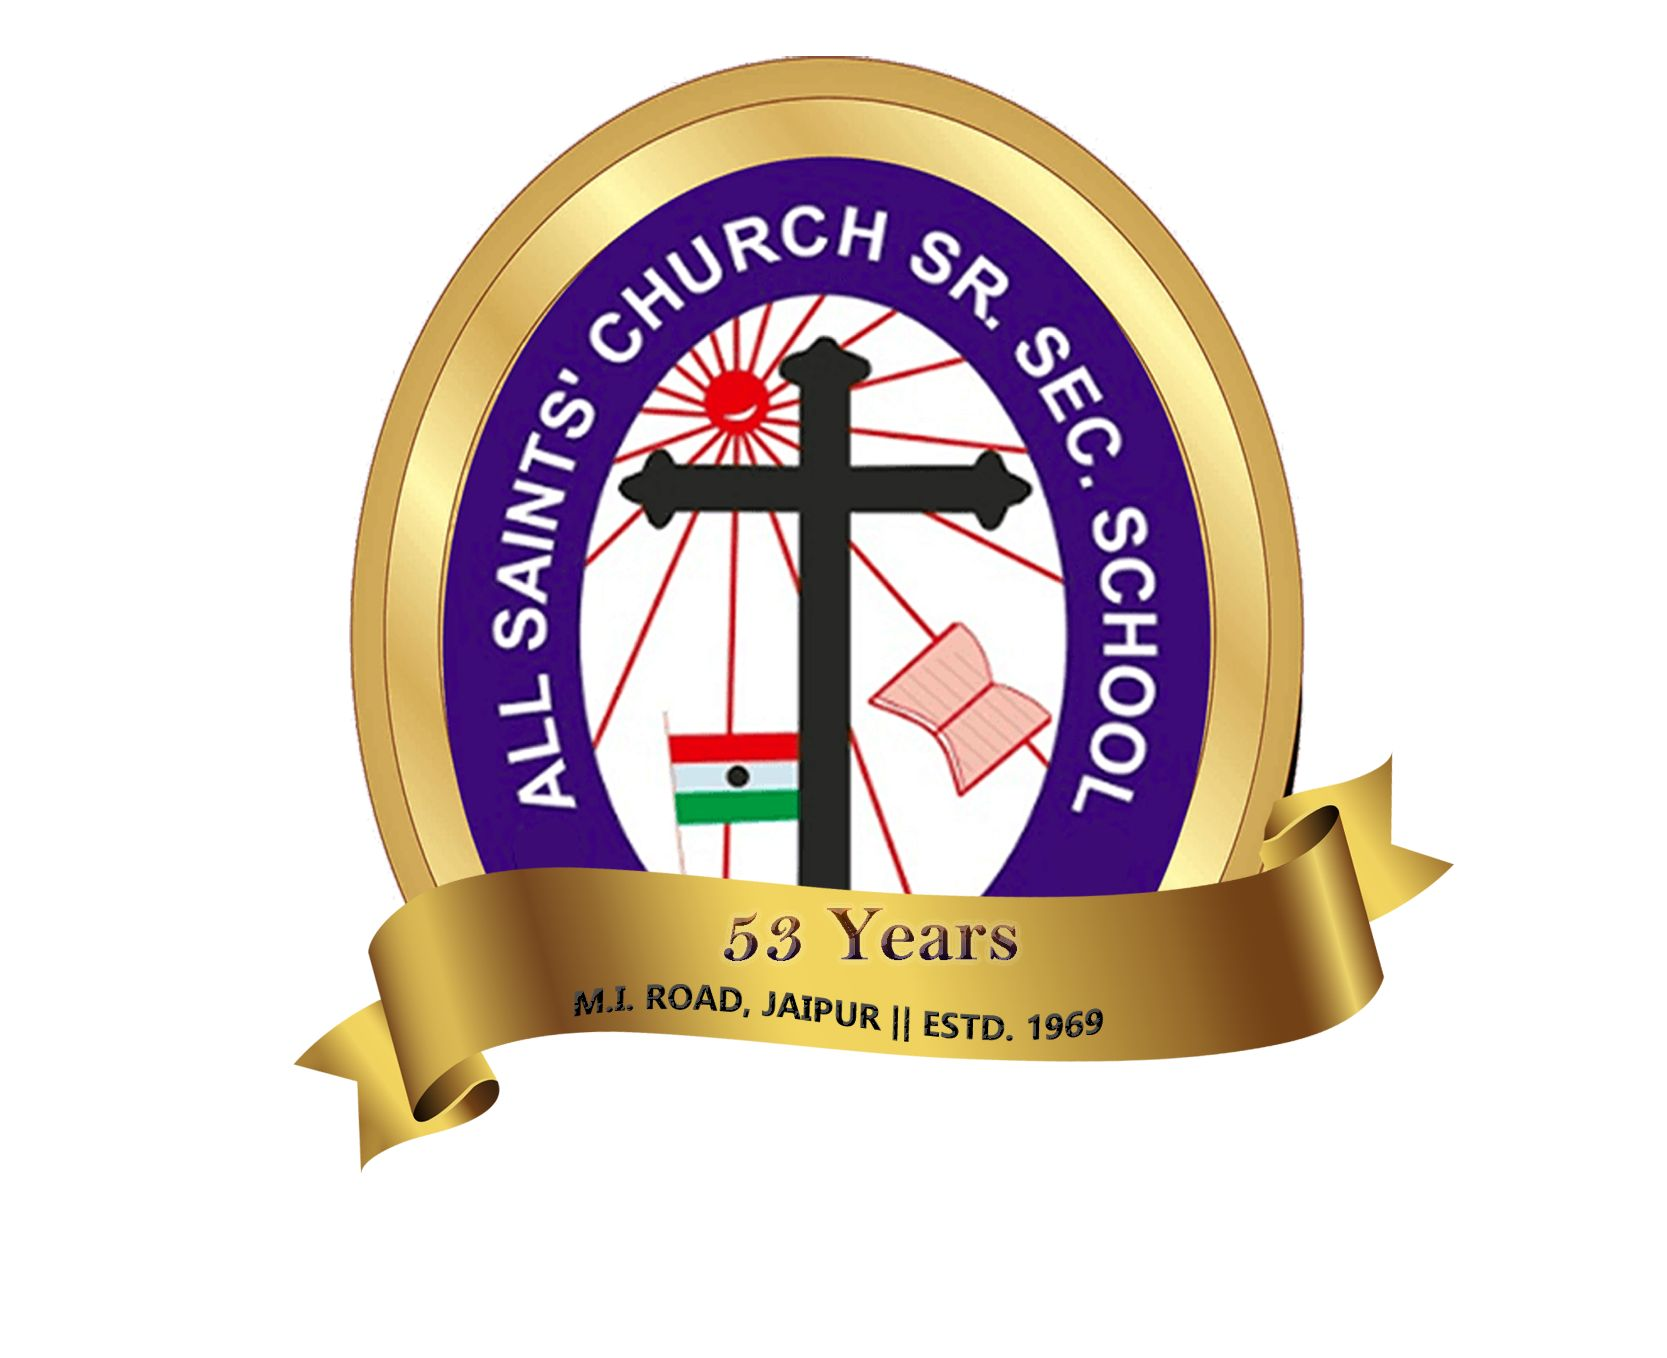 ALL SAINTS' CHURCH SR. SEC. SCHOOL
53 Years
M.I. ROAD, JAIPUR || ESTD. 1969